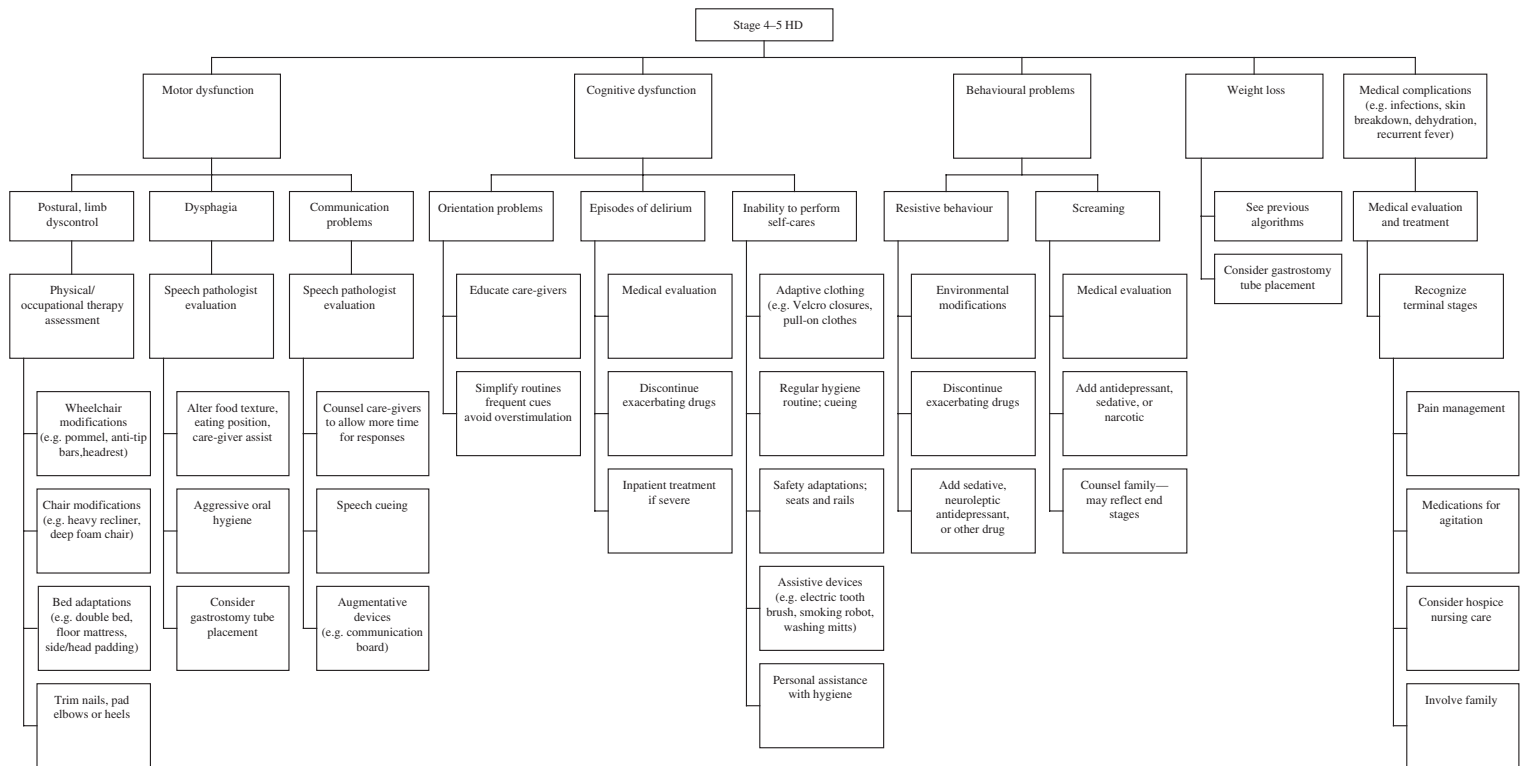 Stage 4–5 HD
Motor dysfunction
Cognitive dysfunction
Behavioural problems
Weight loss
Medical complications
(e.g. infections, skin
breakdown, dehydration,
recurrent fever)
Postural, limb
dyscontrol
Dysphagia
Communication
problems
Orientation problems
Episodes of delirium
Inability to perform
self-cares
Resistive behaviour
Screaming
See previous
algorithms
Medical evaluation
and treatment
Physical/
occupational therapy
assessment
Speech pathologist
evaluation
Speech pathologist
evaluation
Educate care-givers
Medical evaluation
Adaptive clothing
(e.g. Velcro closures,
pull-on clothes
Environmental
modifications
Medical evaluation
Consider gastrostomy
tube placement
Recognize
terminal stages
Wheelchair
modifications
(e.g. pommel, anti-tip
bars,headrest)
Alter food texture,
eating position,
care-giver assist
Counsel care-givers
to allow more time
for responses
Simplify routines
frequent cues
avoid overstimulation
Discontinue
exacerbating drugs
Regular hygiene
routine; cueing
Discontinue
exacerbating drugs
Add antidepressant,
sedative, or
narcotic
Pain management
Chair modifications
(e.g. heavy recliner,
deep foam chair)
Aggressive oral
hygiene
Speech cueing
Inpatient treatment
if severe
Safety adaptations;
seats and rails
Add sedative,
neuroleptic
antidepressant,
or other drug
Counsel family—
may reflect end
stages
Medications for
agitation
Bed adaptations
(e.g. double bed,
floor mattress,
side/head padding)
Consider
gastrostomy tube
placement
Augmentative
devices
(e.g. communication
board)
Assistive devices
(e.g. electric tooth
brush, smoking robot,
washing mitts)
Consider hospice
nursing care
Trim nails, pad
elbows or heels
Personal assistance
with hygiene
Involve family